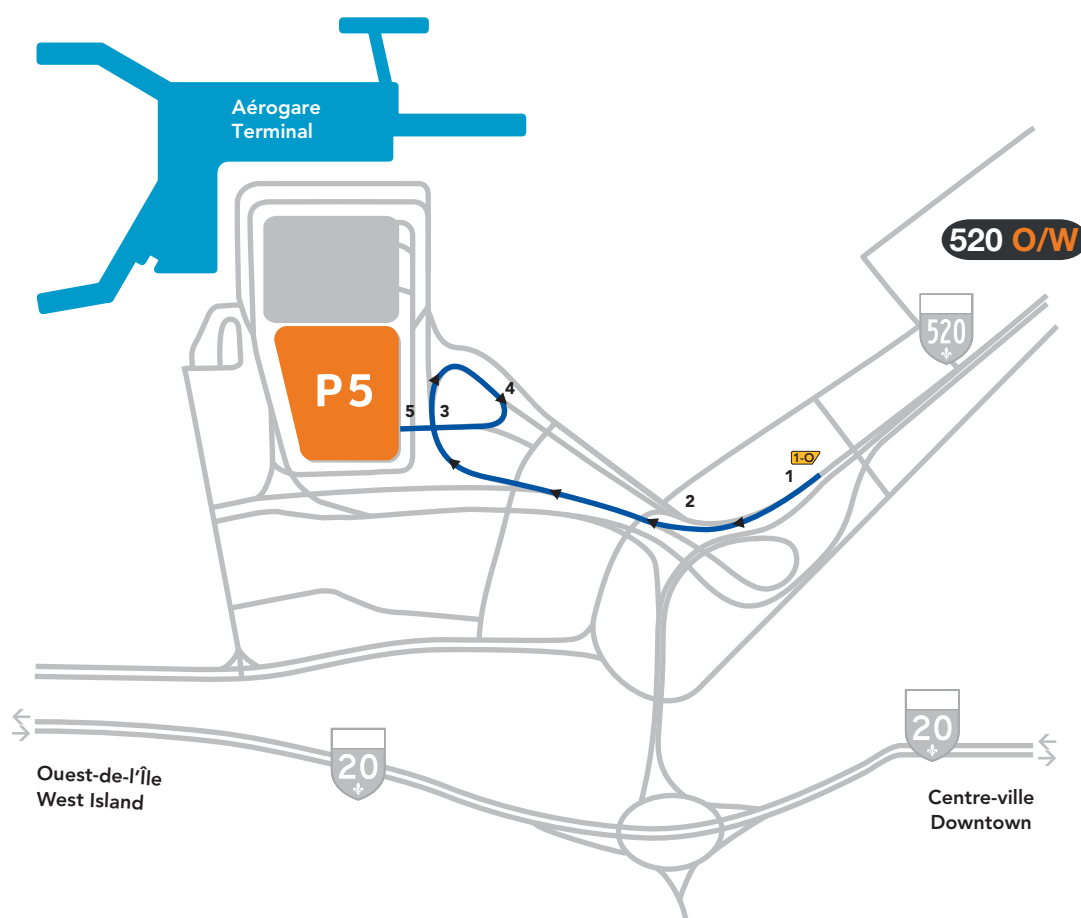 Aérogare
Terminal
520 O/W
520
P5
4
5
3
1-O
1
2
20
20
Ouest-de-l'Île
West Island
Centre-ville
Downtown